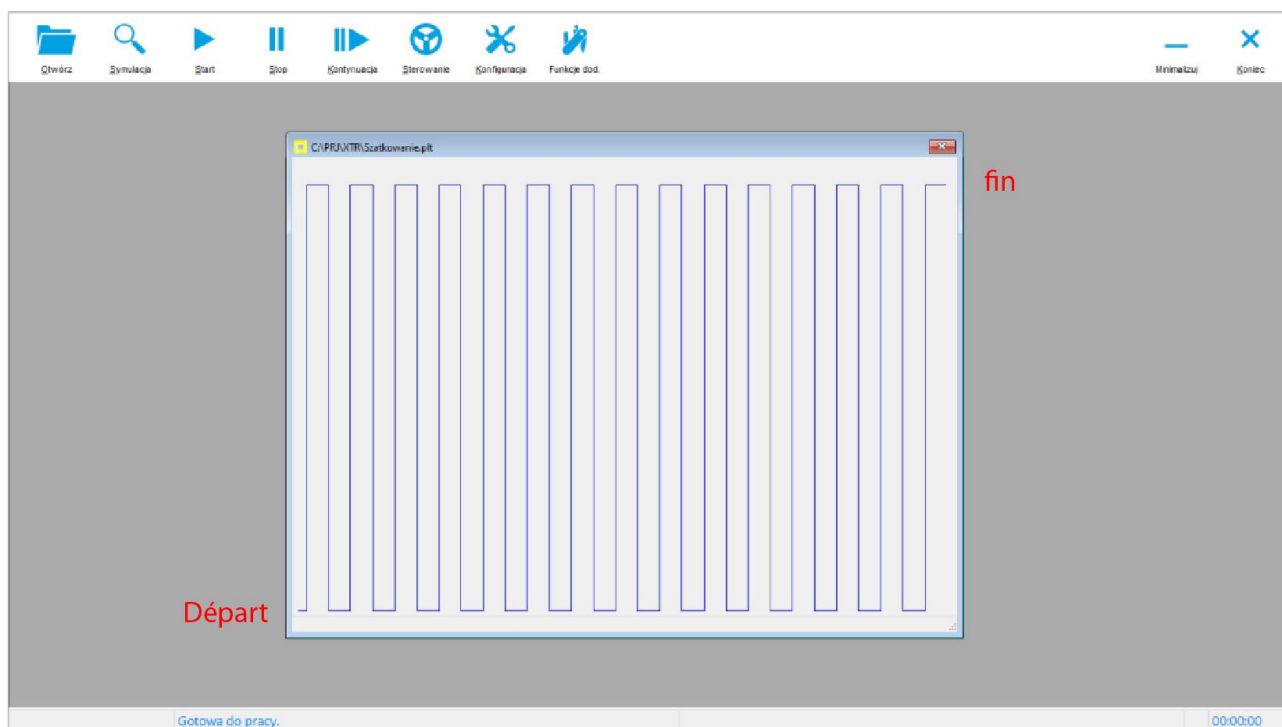 Otwórz Symulacja Start Stop Kontynuacja Sterowanie Konfiguracja Funkcje dod. Minimalizuj Koniec
C:\PRJ\XTR\Szatkowanie.plt
fin
Départ
Gotowa do pracy. 00:00:00